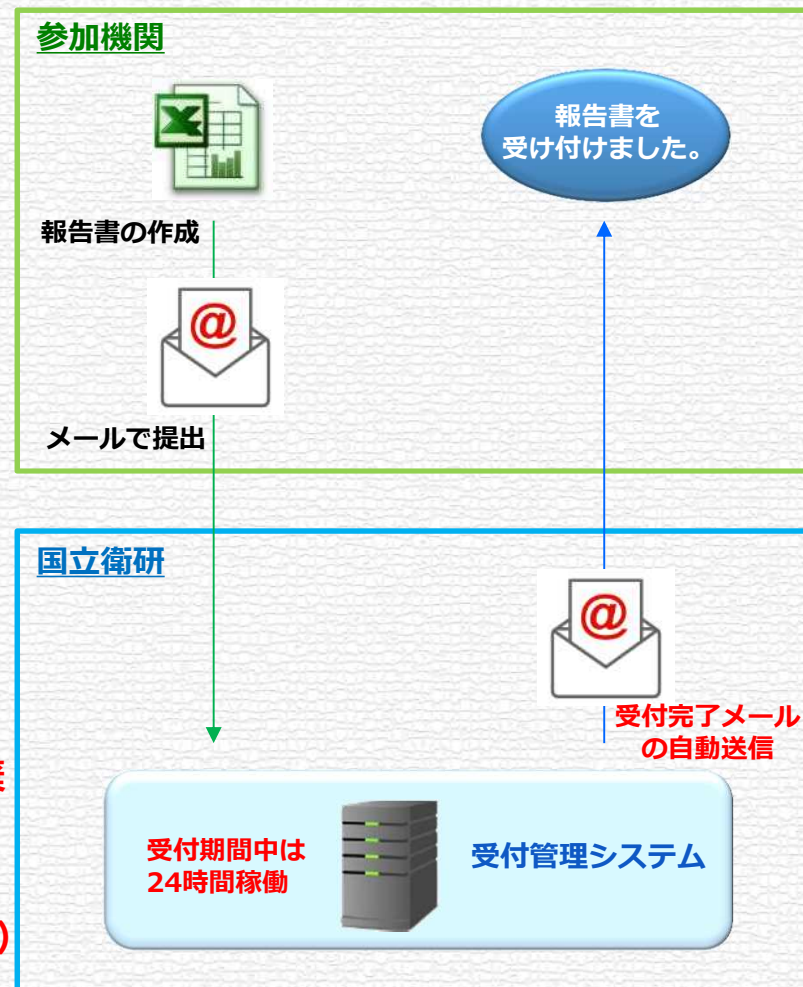 参加機関
報告書を
受け付けました。
報告書の作成
@
メールで提出
国立衛研
@
受付完了メール
の自動送信
受付期間中は
24時間稼働
受付管理システム
)